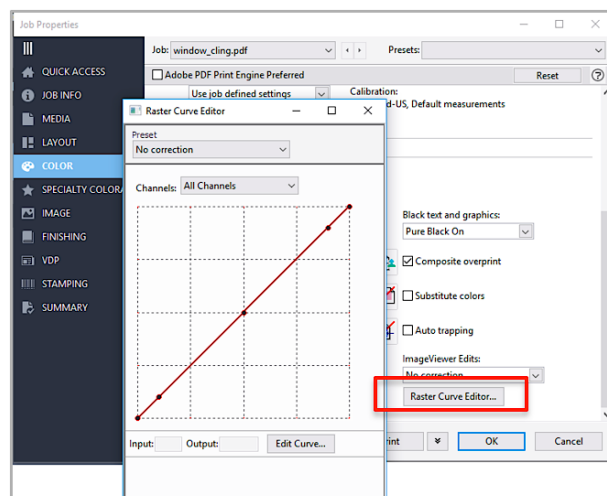 Job Properties
Job: window_cling.pdf
Presets:
QUICK ACCESS
JOB INFO
MEDIA
LAYOUT
COLOR
SPECIALTY COLORA
IMAGE
FINISHING
VDP
STAMPING
SUMMARY
Adobe PDF Print Engine Preferred
Reset
?
Use job defined settings
Calibration:
d-US, Default measurements
Raster Curve Editor
Preset
No correction
Channels: All Channels
Input:
Output:
Edit Curve...
Black text and graphics:
Pure Black On
Composite overprint
Substitute colors
Auto trapping
ImageViewer Edits:
No correction
Raster Curve Editor...
int
OK
Cancel